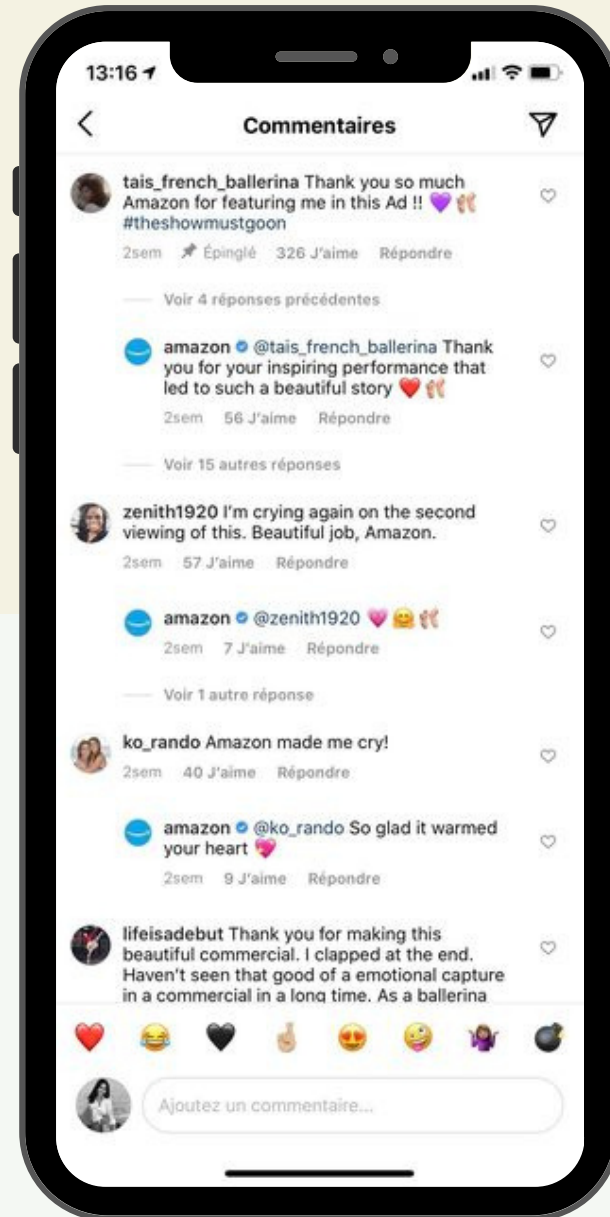 13:16
Commentaires
tais_french_ballerina Thank you so much
Amazon for featuring me in this Ad !! 💜 👣
#theshowmustgoon
2sem 📌 Épinglé 326 J'aime Répondre
Voir 4 réponses précédentes
amazon @tais_french_ballerina Thank
you for your inspiring performance that
led to such a beautiful story ❤️ 👣
2sem 56 J'aime Répondre
Voir 15 autres réponses
zenith1920 I'm crying again on the second
viewing of this. Beautiful job, Amazon.
2sem 57 J'aime Répondre
amazon @zenith1920 💗 🤗 👣
2sem 7 J'aime Répondre
Voir 1 autre réponse
ko_rando Amazon made me cry!
2sem 40 J'aime Répondre
amazon @ko_rando So glad it warmed
your heart 💖
2sem 9 J'aime Répondre
lifeisadebut Thank you for making this
beautiful commercial. I clapped at the end.
Haven't seen that good of a emotional capture
in a commercial in a long time. As a ballerina
Ajoutez un commentaire...